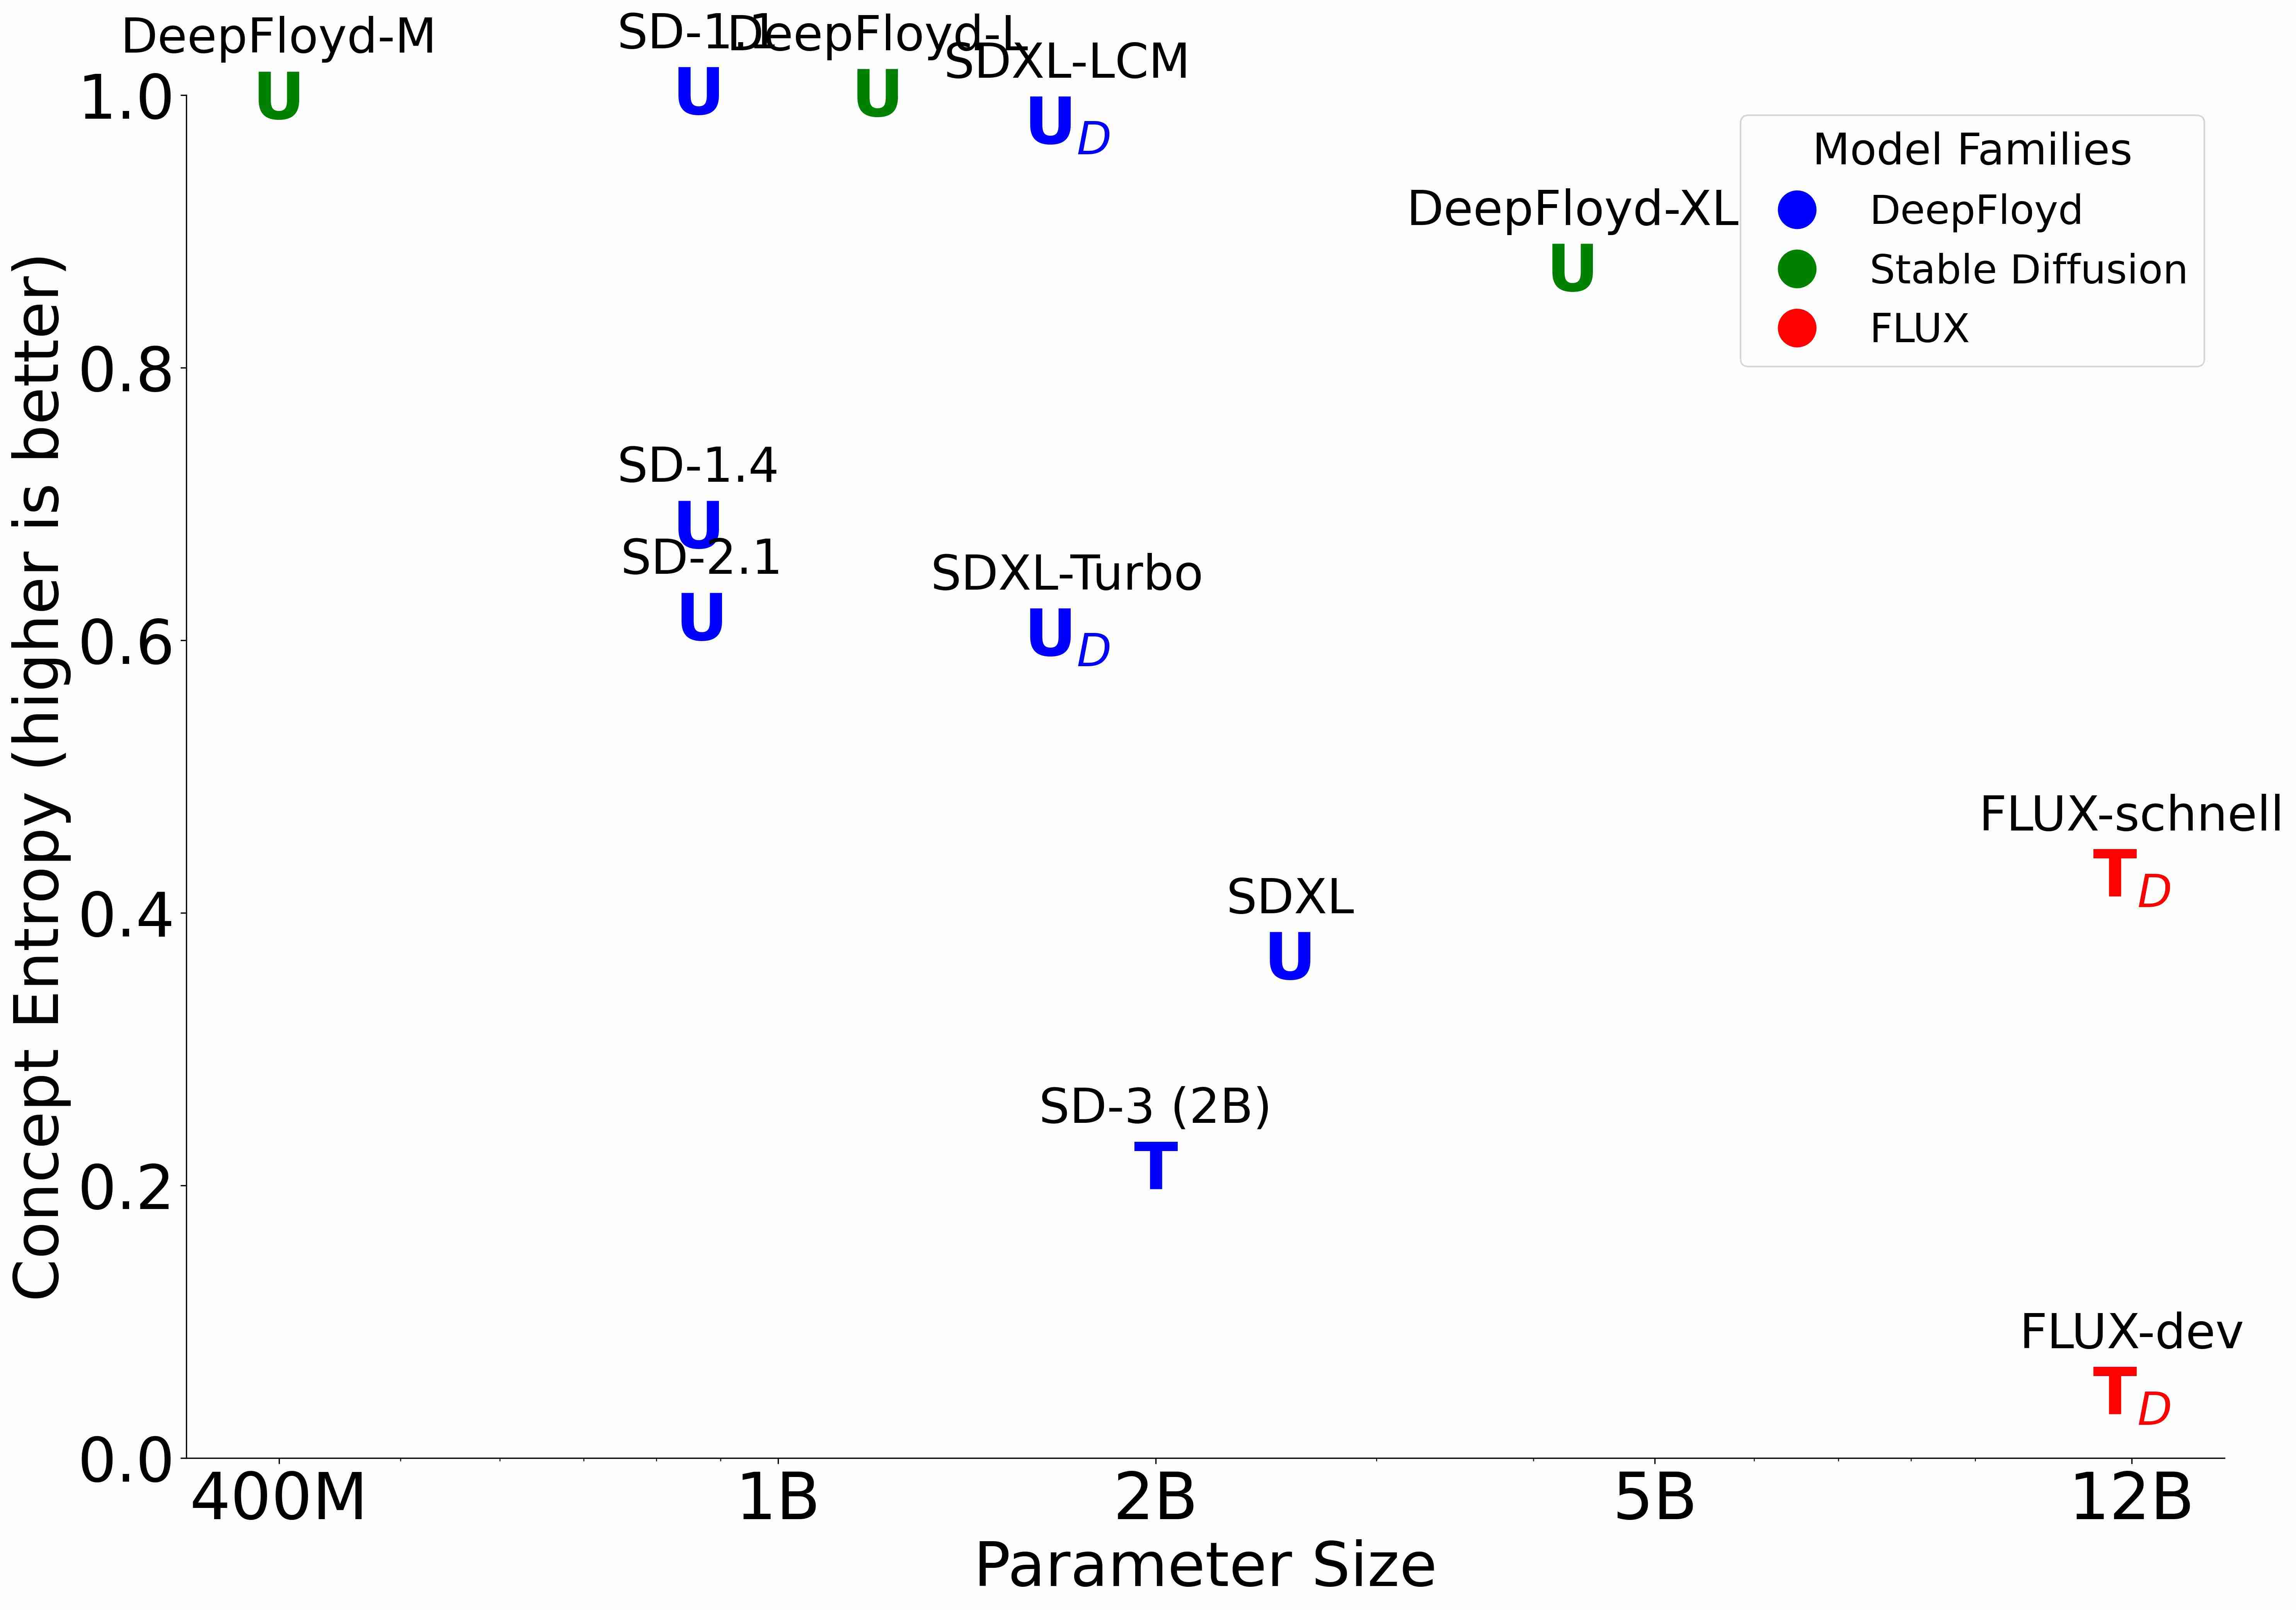 DeepFloyd-M
SD-1.1
DeepFloyd-L
SDXL-LCM
U
U
U
U D
1.0
Model Families
DeepFloyd
Stable Diffusion
FLUX
DeepFloyd-XL
U
0.8
SD-1.4
U
SD-2.1
U
SDXL-Turbo
U D
0.6
FLUX-schnell
T D
SDXL
U
0.4
SD-3 (2B)
T
0.2
FLUX-dev
T D
0.0
Concept Entropy (higher is better)
400M
1B
2B
5B
12B
Parameter Size